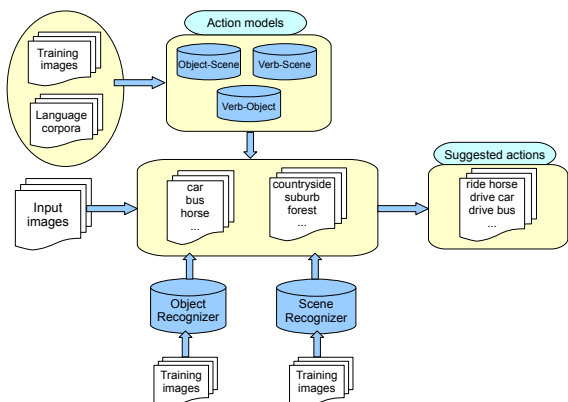 Action models
Training
images
Language
corpora
Object-Scene
Verb-Scene
Verb-Object
Suggested actions
Input
images
car
bus
horse
...
countryside
suburb
forest
...
ride horse
drive car
drive bus
...
Object
Recognizer
Scene
Recognizer
Training
images
Training
images